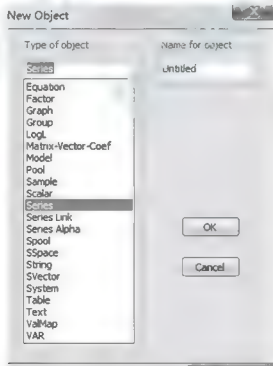 New Object
Type of object
Name for object
Series
Untitled
Equation
Factor
Graph
Group
LogL
Matrix-Vector-Coef
Model
Pool
Sample
Scalar
Series
Series Link
Series Alpha
Spool
SSpace
String
SVector
System
Table
Text
ValMap
VAR
OK
Cancel